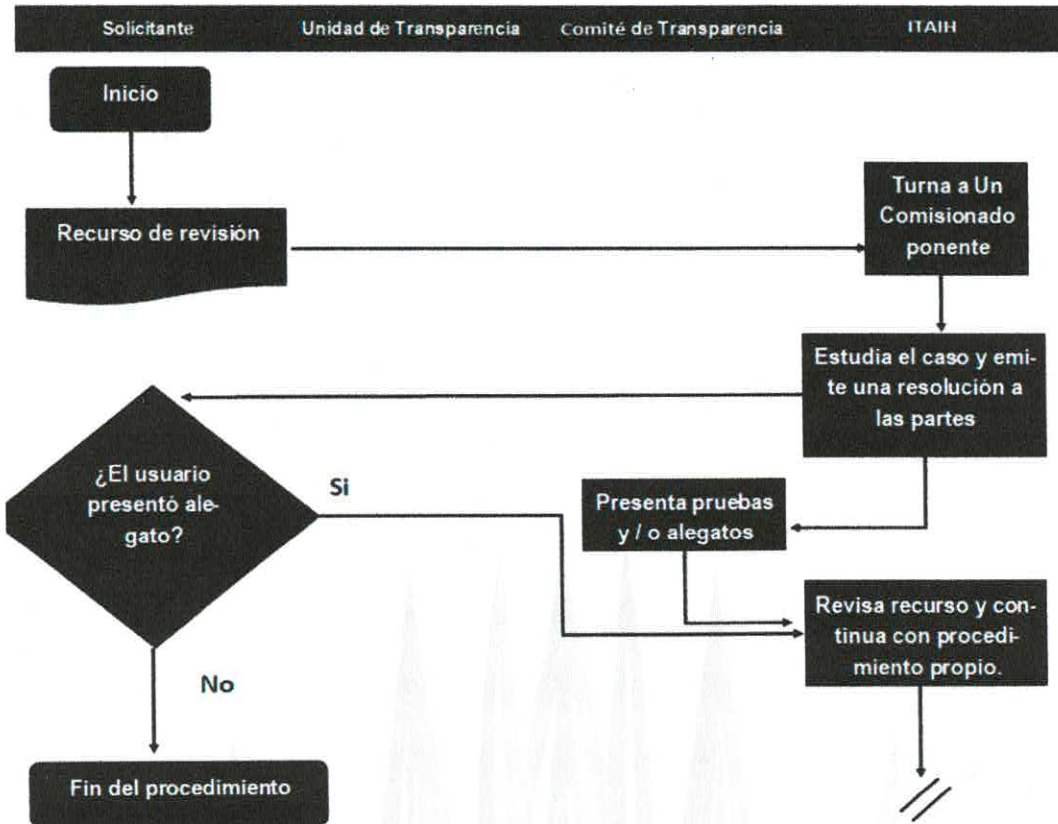 Solicitante Unidad de Transparencia Comité de Transparencia ITAIH
Inicio
Recurso de revisión
Turna a Un
Comisionado
ponente
Estudia el caso y emi-
te una resolución a
las partes
¿El usuario
presentó ale-
gato?
Si
Presenta pruebas
y / o alegatos
Revisa recurso y con-
tinua con procedi-
miento propio.
No
Fin del procedimiento